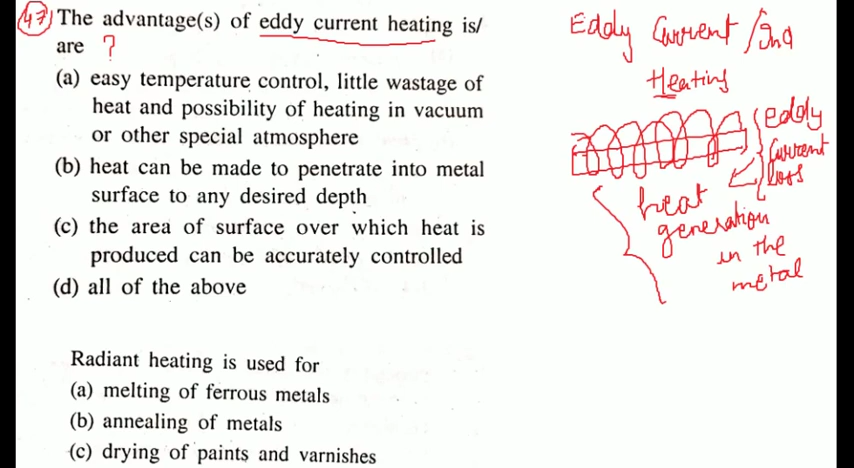 47) The advantage(s) of eddy current heating is/
are ?
(a) easy temperature control, little wastage of
heat and possibility of heating in vacuum
or other special atmosphere
(b) heat can be made to penetrate into metal
surface to any desired depth
(c) the area of surface over which heat is
produced can be accurately controlled
(d) all of the above
Radiant heating is used for
(a) melting of ferrous metals
(b) annealing of metals
(c) drying of paints and varnishes
Eddy Current / Ind
Heating
eddy
current
loss
heat
generation
in the
metal